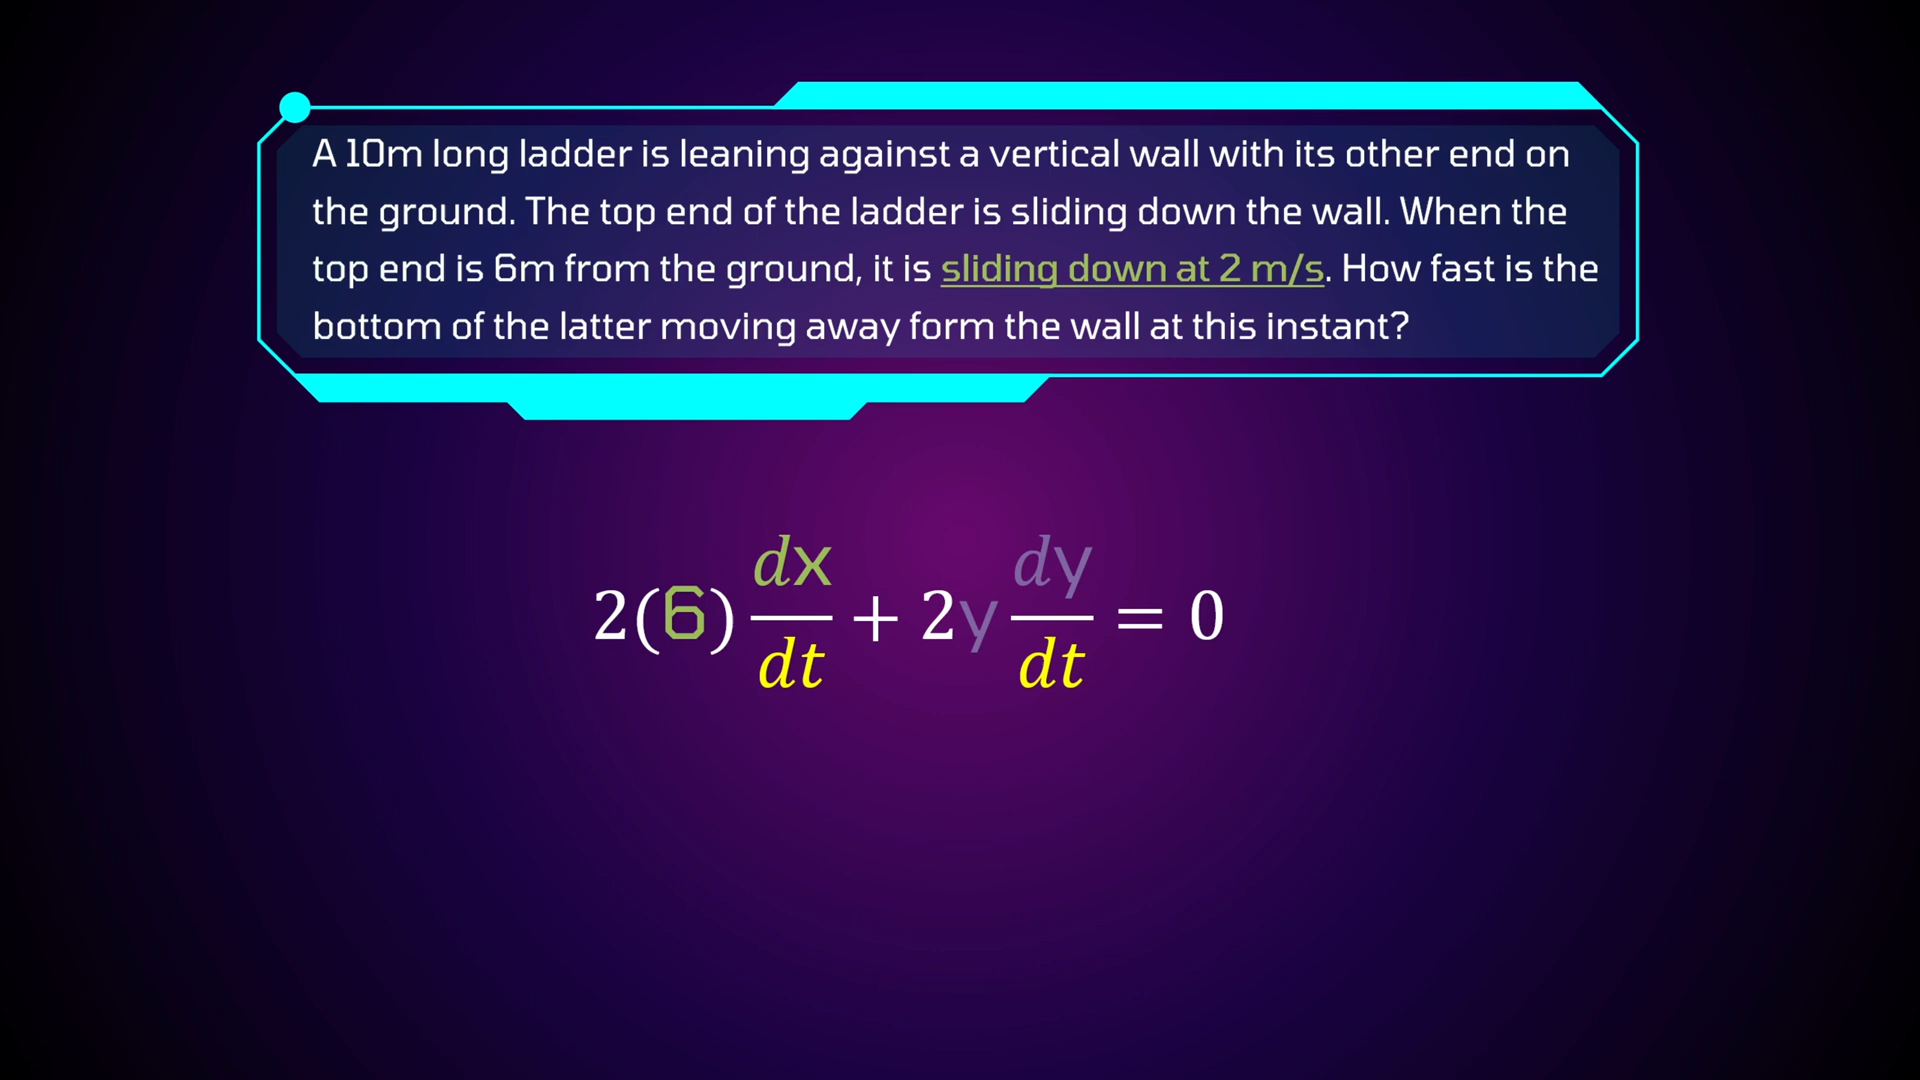 A 10m long ladder is leaning against a vertical wall with its other end on
the ground. The top end of the ladder is sliding down the wall. When the
top end is 6m from the ground, it is sliding down at 2 m/s. How fast is the
bottom of the latter moving away form the wall at this instant?
2(6) dx/dt + 2y dy/dt = 0